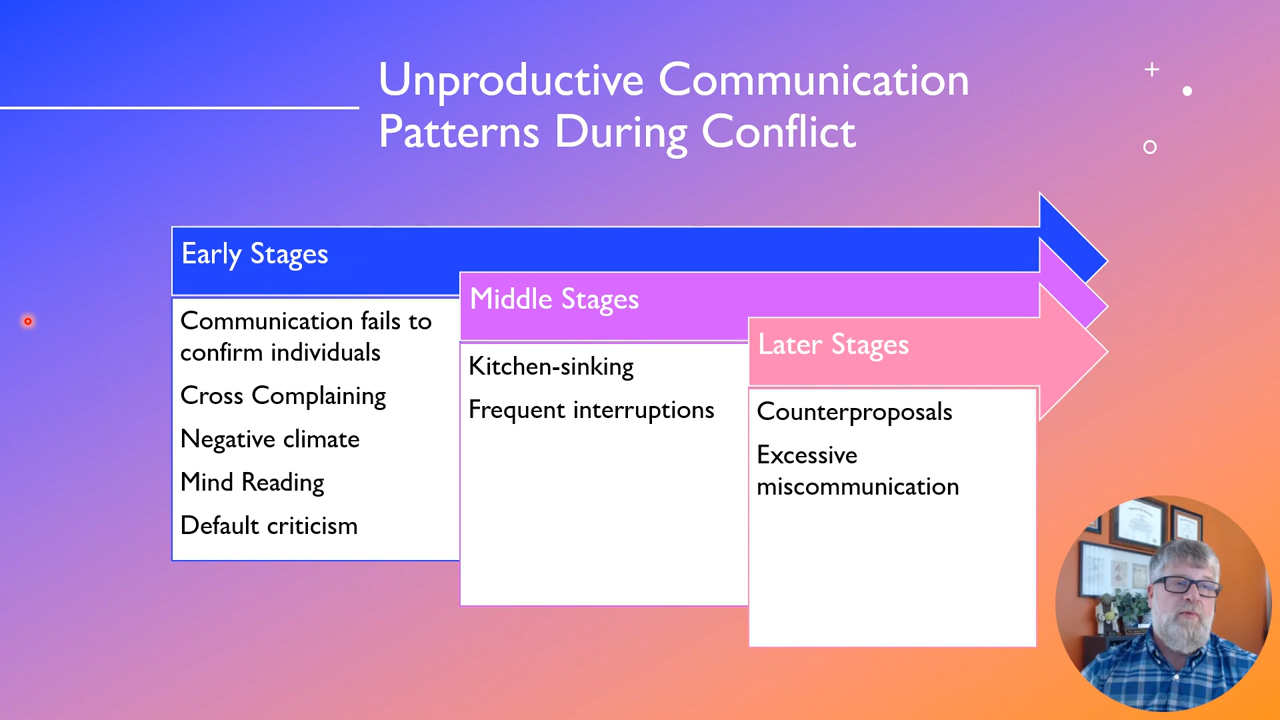 Unproductive Communication
Patterns During Conflict
Early Stages
Communication fails to
confirm individuals
Cross Complaining
Negative climate
Mind Reading
Default criticism
Middle Stages
Kitchen-sinking
Frequent interruptions
Later Stages
Counterproposals
Excessive
miscommunication